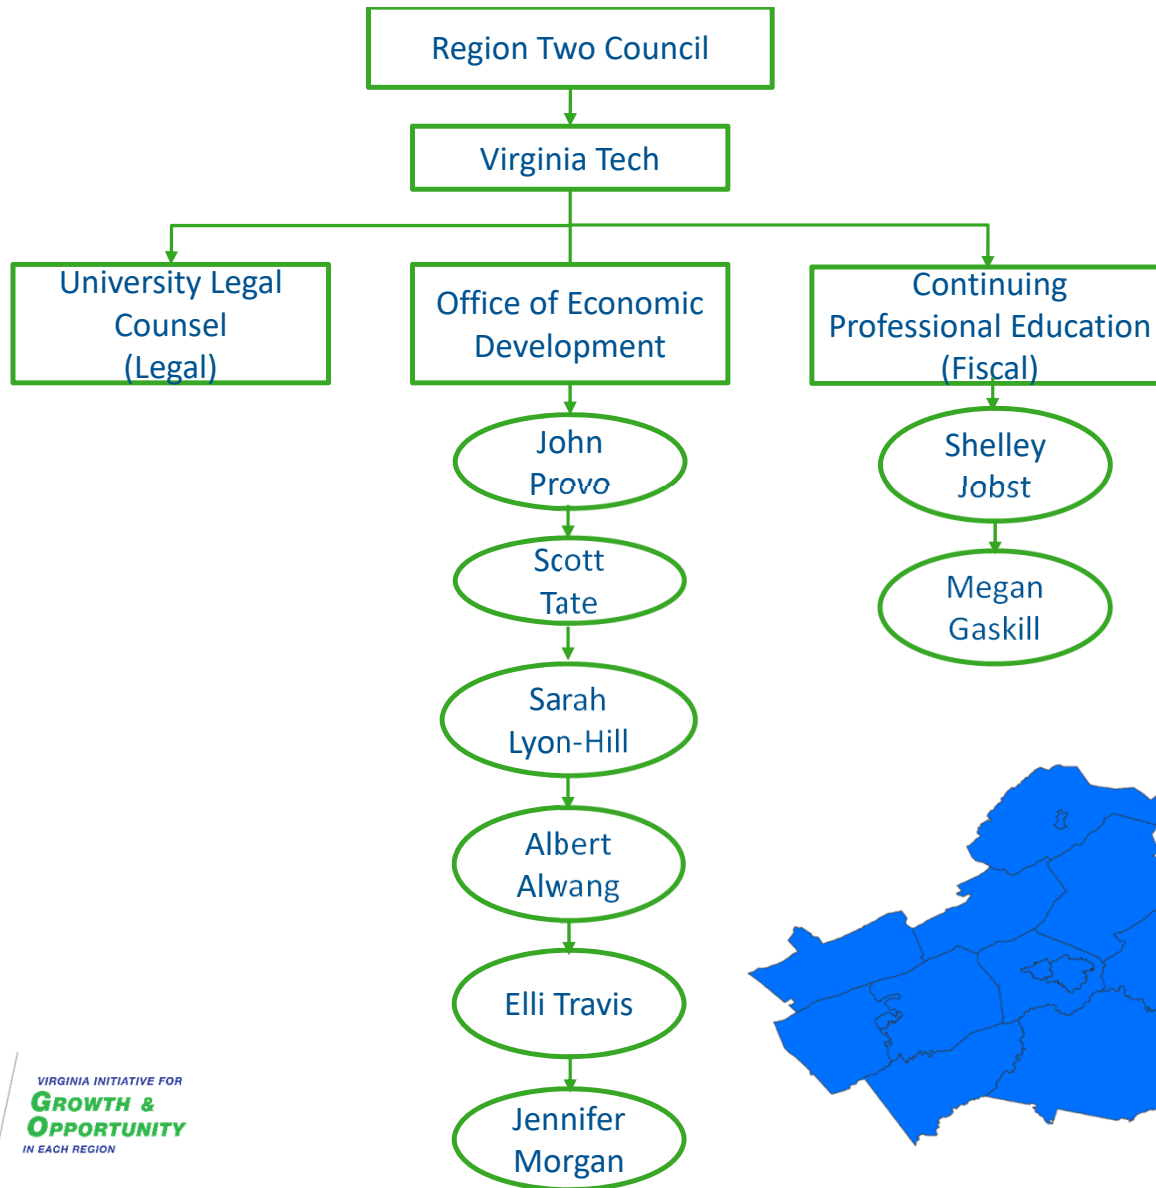 Region Two Council
Virginia Tech
University Legal
Counsel
(Legal)
Office of Economic
Development
Continuing
Professional Education
(Fiscal)
John
Provo
Scott
Tate
Sarah
Lyon-Hill
Albert
Alwang
Elli Travis
Jennifer
Morgan
Shelley
Jobst
Megan
Gaskill
VIRGINIA INITIATIVE FOR
GROWTH &
OPPORTUNITY
IN EACH REGION